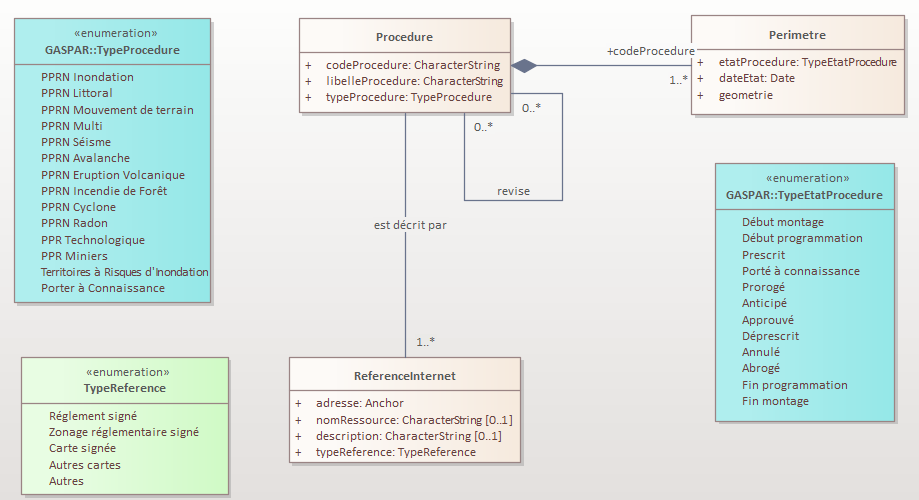 «enumeration»
GASPAR::TypeProcedure
PPRN Inondation
PPRN Littoral
PPRN Mouvement de terrain
PPRN Multi
PPRN Séisme
PPRN Avalanche
PPRN Eruption Volcanique
PPRN Incendie de Forêt
PPRN Cyclone
PPRN Radon
PPR Technologique
PPR Miniers
Territoires à Risques d'Inondation
Porter à Connaissance
Procedure
+ codeProcedure: CharacterString
+ libelleProcedure: CharacterString
+ typeProcedure: TypeProcedure
+codeProcedure
1..*
Perimetre
+ etatProcedure: TypeEtatProcedure
+ dateEtat: Date
+ geometrie
0..*
0..*
revise
est décrit par
1..*
«enumeration»
GASPAR::TypeEtatProcedure
Début montage
Début programmation
Prescrit
Porté à connaissance
Prorogé
Anticipé
Approuvé
Déprescrit
Annulé
Abrogé
Fin programmation
Fin montage
«enumeration»
TypeReference
Réglement signé
Zonage réglementaire signé
Carte signée
Autres cartes
Autres
ReferenceInternet
+ adresse: Anchor
+ nomRessource: CharacterString [0..1]
+ description: CharacterString [0..1]
+ typeReference: TypeReference